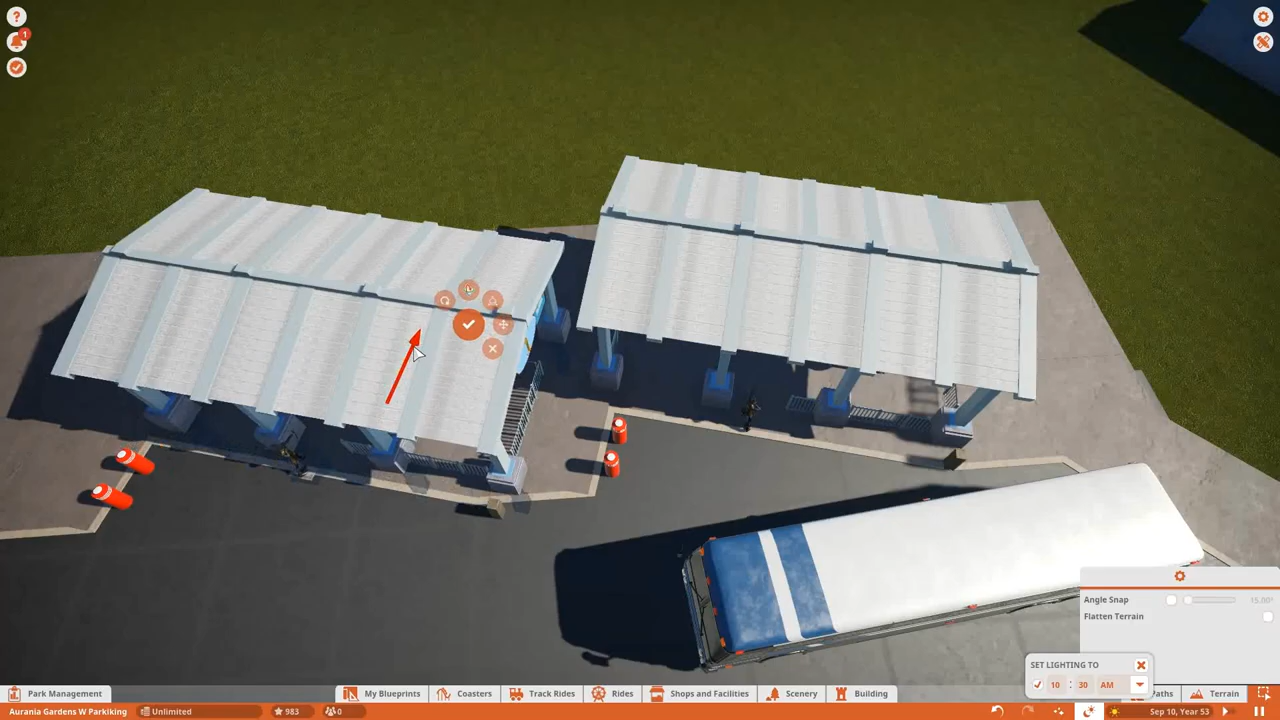 ?
1
Angle Snap 15.00°
Flatten Terrain
SET LIGHTING TO
10 : 30 AM
Park Management My Blueprints Coasters Track Rides Rides Shops and Facilities Scenery Building Paths Terrain
Aurania Gardens W Parkiking Unlimited 983 0 Sep 10, Year 53